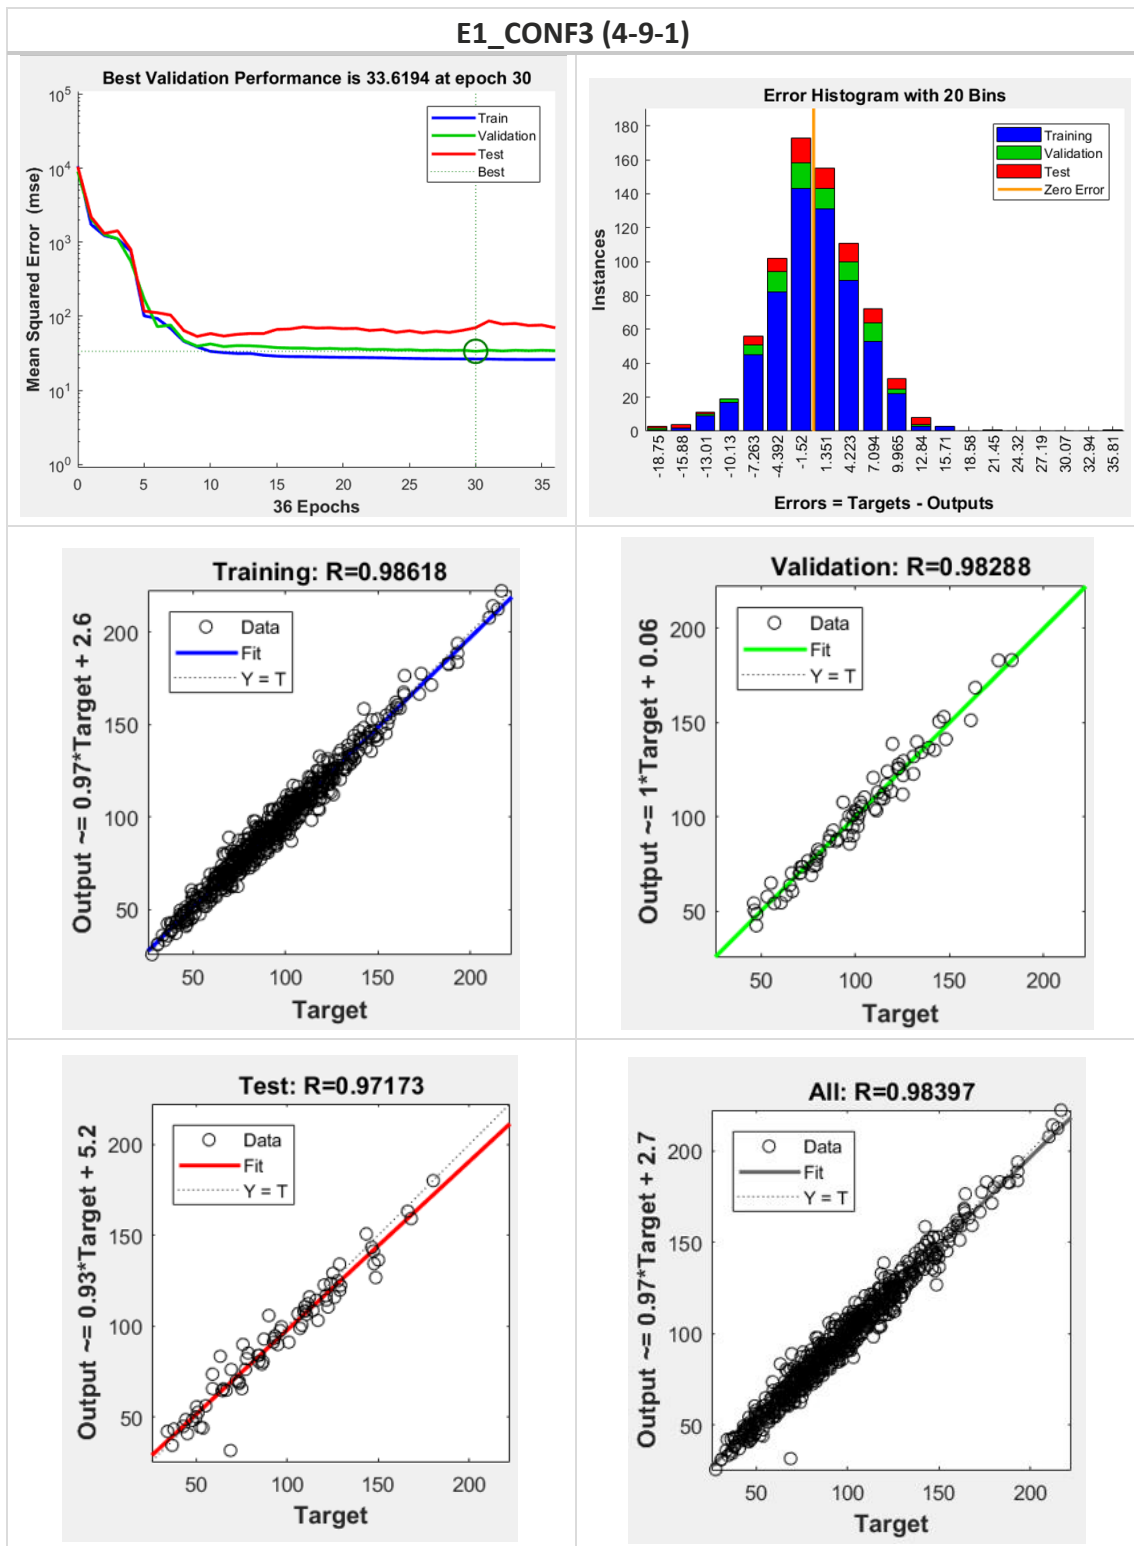 E1_CONF3 (4-9-1)
Best Validation Performance is 33.6194 at epoch 30
Mean Squared Error (mse)
10^5
10^4
10^3
10^2
10^1
10^0
Train
Validation
Test
Best
0 5 10 15 20 25 30 35
36 Epochs
Error Histogram with 20 Bins
Instances
180
160
140
120
100
80
60
40
20
0
Training
Validation
Test
Zero Error
-18.75 -15.88 -13.01 -10.13 -7.263 -4.392 -1.52 1.351 4.223 7.094 9.965 12.84 15.71 18.58 21.45 24.32 27.19 30.07 32.94 35.81
Errors = Targets - Outputs
Training: R=0.98618
Output ~= 0.97*Target + 2.6
200
150
100
50
Data
Fit
Y = T
50 100 150 200
Target
Validation: R=0.98288
Output ~= 1*Target + 0.06
200
150
100
50
Data
Fit
Y = T
50 100 150 200
Target
Test: R=0.97173
Output ~= 0.93*Target + 5.2
200
150
100
50
Data
Fit
Y = T
50 100 150 200
Target
All: R=0.98397
Output ~= 0.97*Target + 2.7
200
150
100
50
Data
Fit
Y = T
50 100 150 200
Target